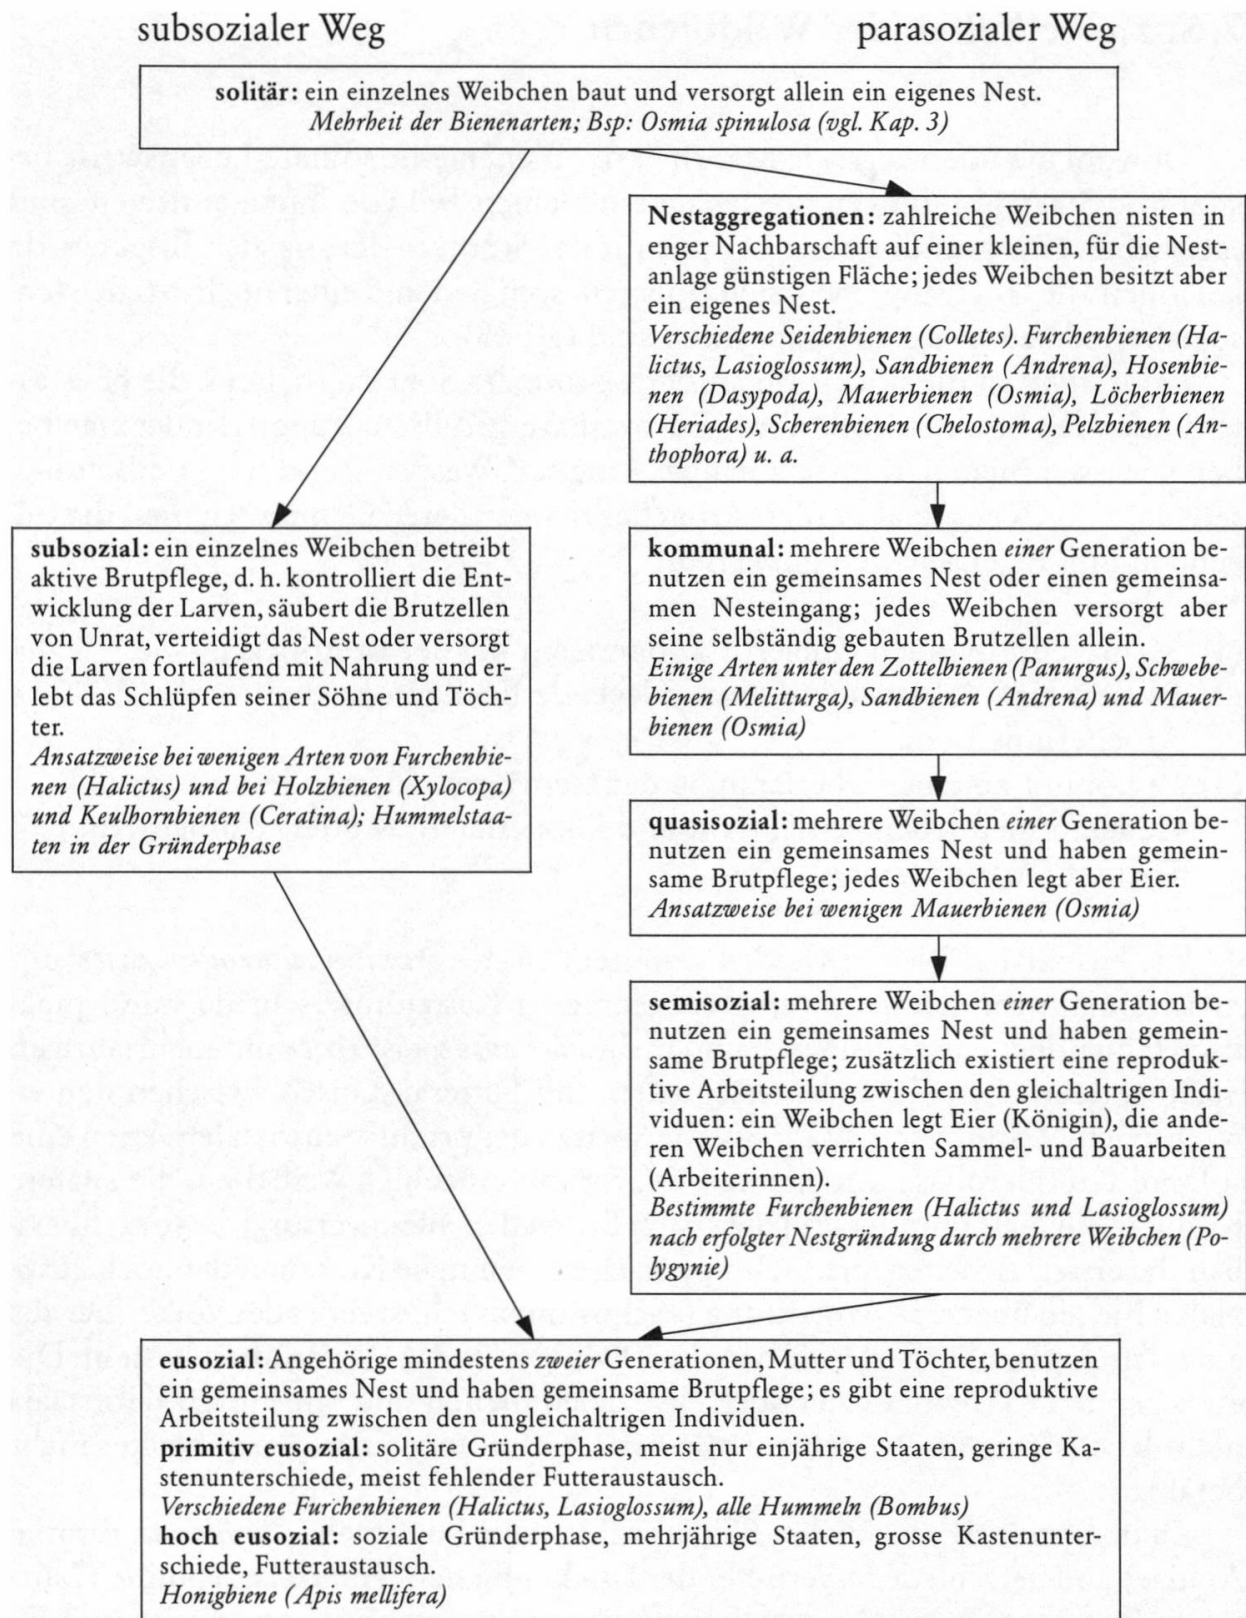 subsozialer Weg
parasozialer Weg
solitär: ein einzelnes Weibchen baut und versorgt allein ein eigenes Nest.
Mehrheit der Bienenarten; Bsp: Osmia spinulosa (vgl. Kap. 3)
Nestaggregationen: zahlreiche Weibchen nisten in
enger Nachbarschaft auf einer kleinen, für die Nest-
anlage günstigen Fläche; jedes Weibchen besitzt aber
ein eigenes Nest.
Verschiedene Seidenbienen (Colletes). Furchenbienen (Ha-
lictus, Lasioglossum), Sandbienen (Andrena), Hosenbie-
nen (Dasypoda), Mauerbienen (Osmia), Löcherbienen
(Heriades), Scherenbienen (Chelostoma), Pelzbienen (An-
thophora) u. a.
subsozial: ein einzelnes Weibchen betreibt
aktive Brutpflege, d. h. kontrolliert die Ent-
wicklung der Larven, säubert die Brutzellen
von Unrat, verteidigt das Nest oder versorgt
die Larven fortlaufend mit Nahrung und er-
lebt das Schlüpfen seiner Söhne und Töch-
ter.
Ansatzweise bei wenigen Arten von Furchenbie-
nen (Halictus) und bei Holzbienen (Xylocopa)
und Keulhornbienen (Ceratina); Hummelstaa-
ten in der Gründerphase
kommunal: mehrere Weibchen einer Generation be-
nutzen ein gemeinsames Nest oder einen gemeinsa-
men Nesteingang; jedes Weibchen versorgt aber
seine selbständig gebauten Brutzellen allein.
Einige Arten unter den Zottelbienen (Panurgus), Schwebe-
bienen (Melitturga), Sandbienen (Andrena) und Mauer-
bienen (Osmia)
quasisozial: mehrere Weibchen einer Generation be-
nutzen ein gemeinsames Nest und haben gemein-
same Brutpflege; jedes Weibchen legt aber Eier.
Ansatzweise bei wenigen Mauerbienen (Osmia)
semisozial: mehrere Weibchen einer Generation be-
nutzen ein gemeinsames Nest und haben gemein-
same Brutpflege; zusätzlich existiert eine reproduk-
tive Arbeitsteilung zwischen den gleichaltrigen Indi-
viduen: ein Weibchen legt Eier (Königin), die ande-
ren Weibchen verrichten Sammel- und Bauarbeiten
(Arbeiterinnen).
Bestimmte Furchenbienen (Halictus und Lasioglossum)
nach erfolgter Nestgründung durch mehrere Weibchen (Po-
lygynie)
eusozial: Angehörige mindestens zweier Generationen, Mutter und Töchter, benutzen
ein gemeinsames Nest und haben gemeinsame Brutpflege; es gibt eine reproduktive
Arbeitsteilung zwischen den ungleichaltrigen Individuen.
primitiv eusozial: solitäre Gründerphase, meist nur einjährige Staaten, geringe Ka-
stenunterschiede, meist fehlender Futteraustausch.
Verschiedene Furchenbienen (Halictus, Lasioglossum), alle Hummeln (Bombus)
hoch eusozial: soziale Gründerphase, mehrjährige Staaten, grosse Kastenunter-
schiede, Futteraustausch.
Honigbiene (Apis mellifera)